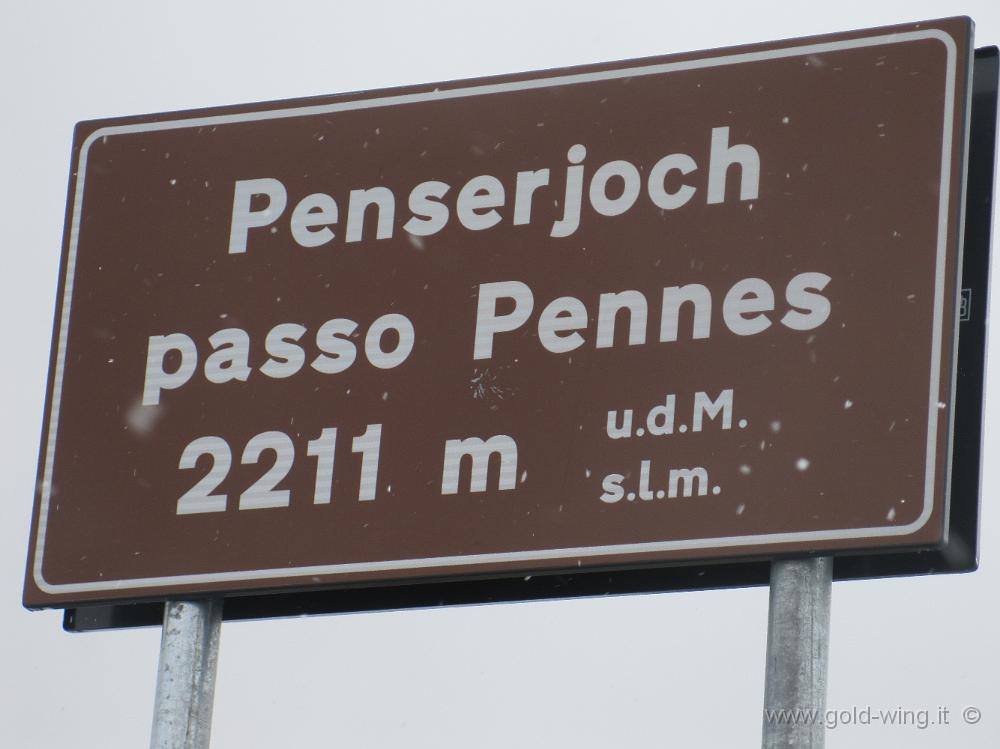 Penserjoch
passo Pennes
2211 m u.d.M.
s.l.m.
www.gold-wing.it ©